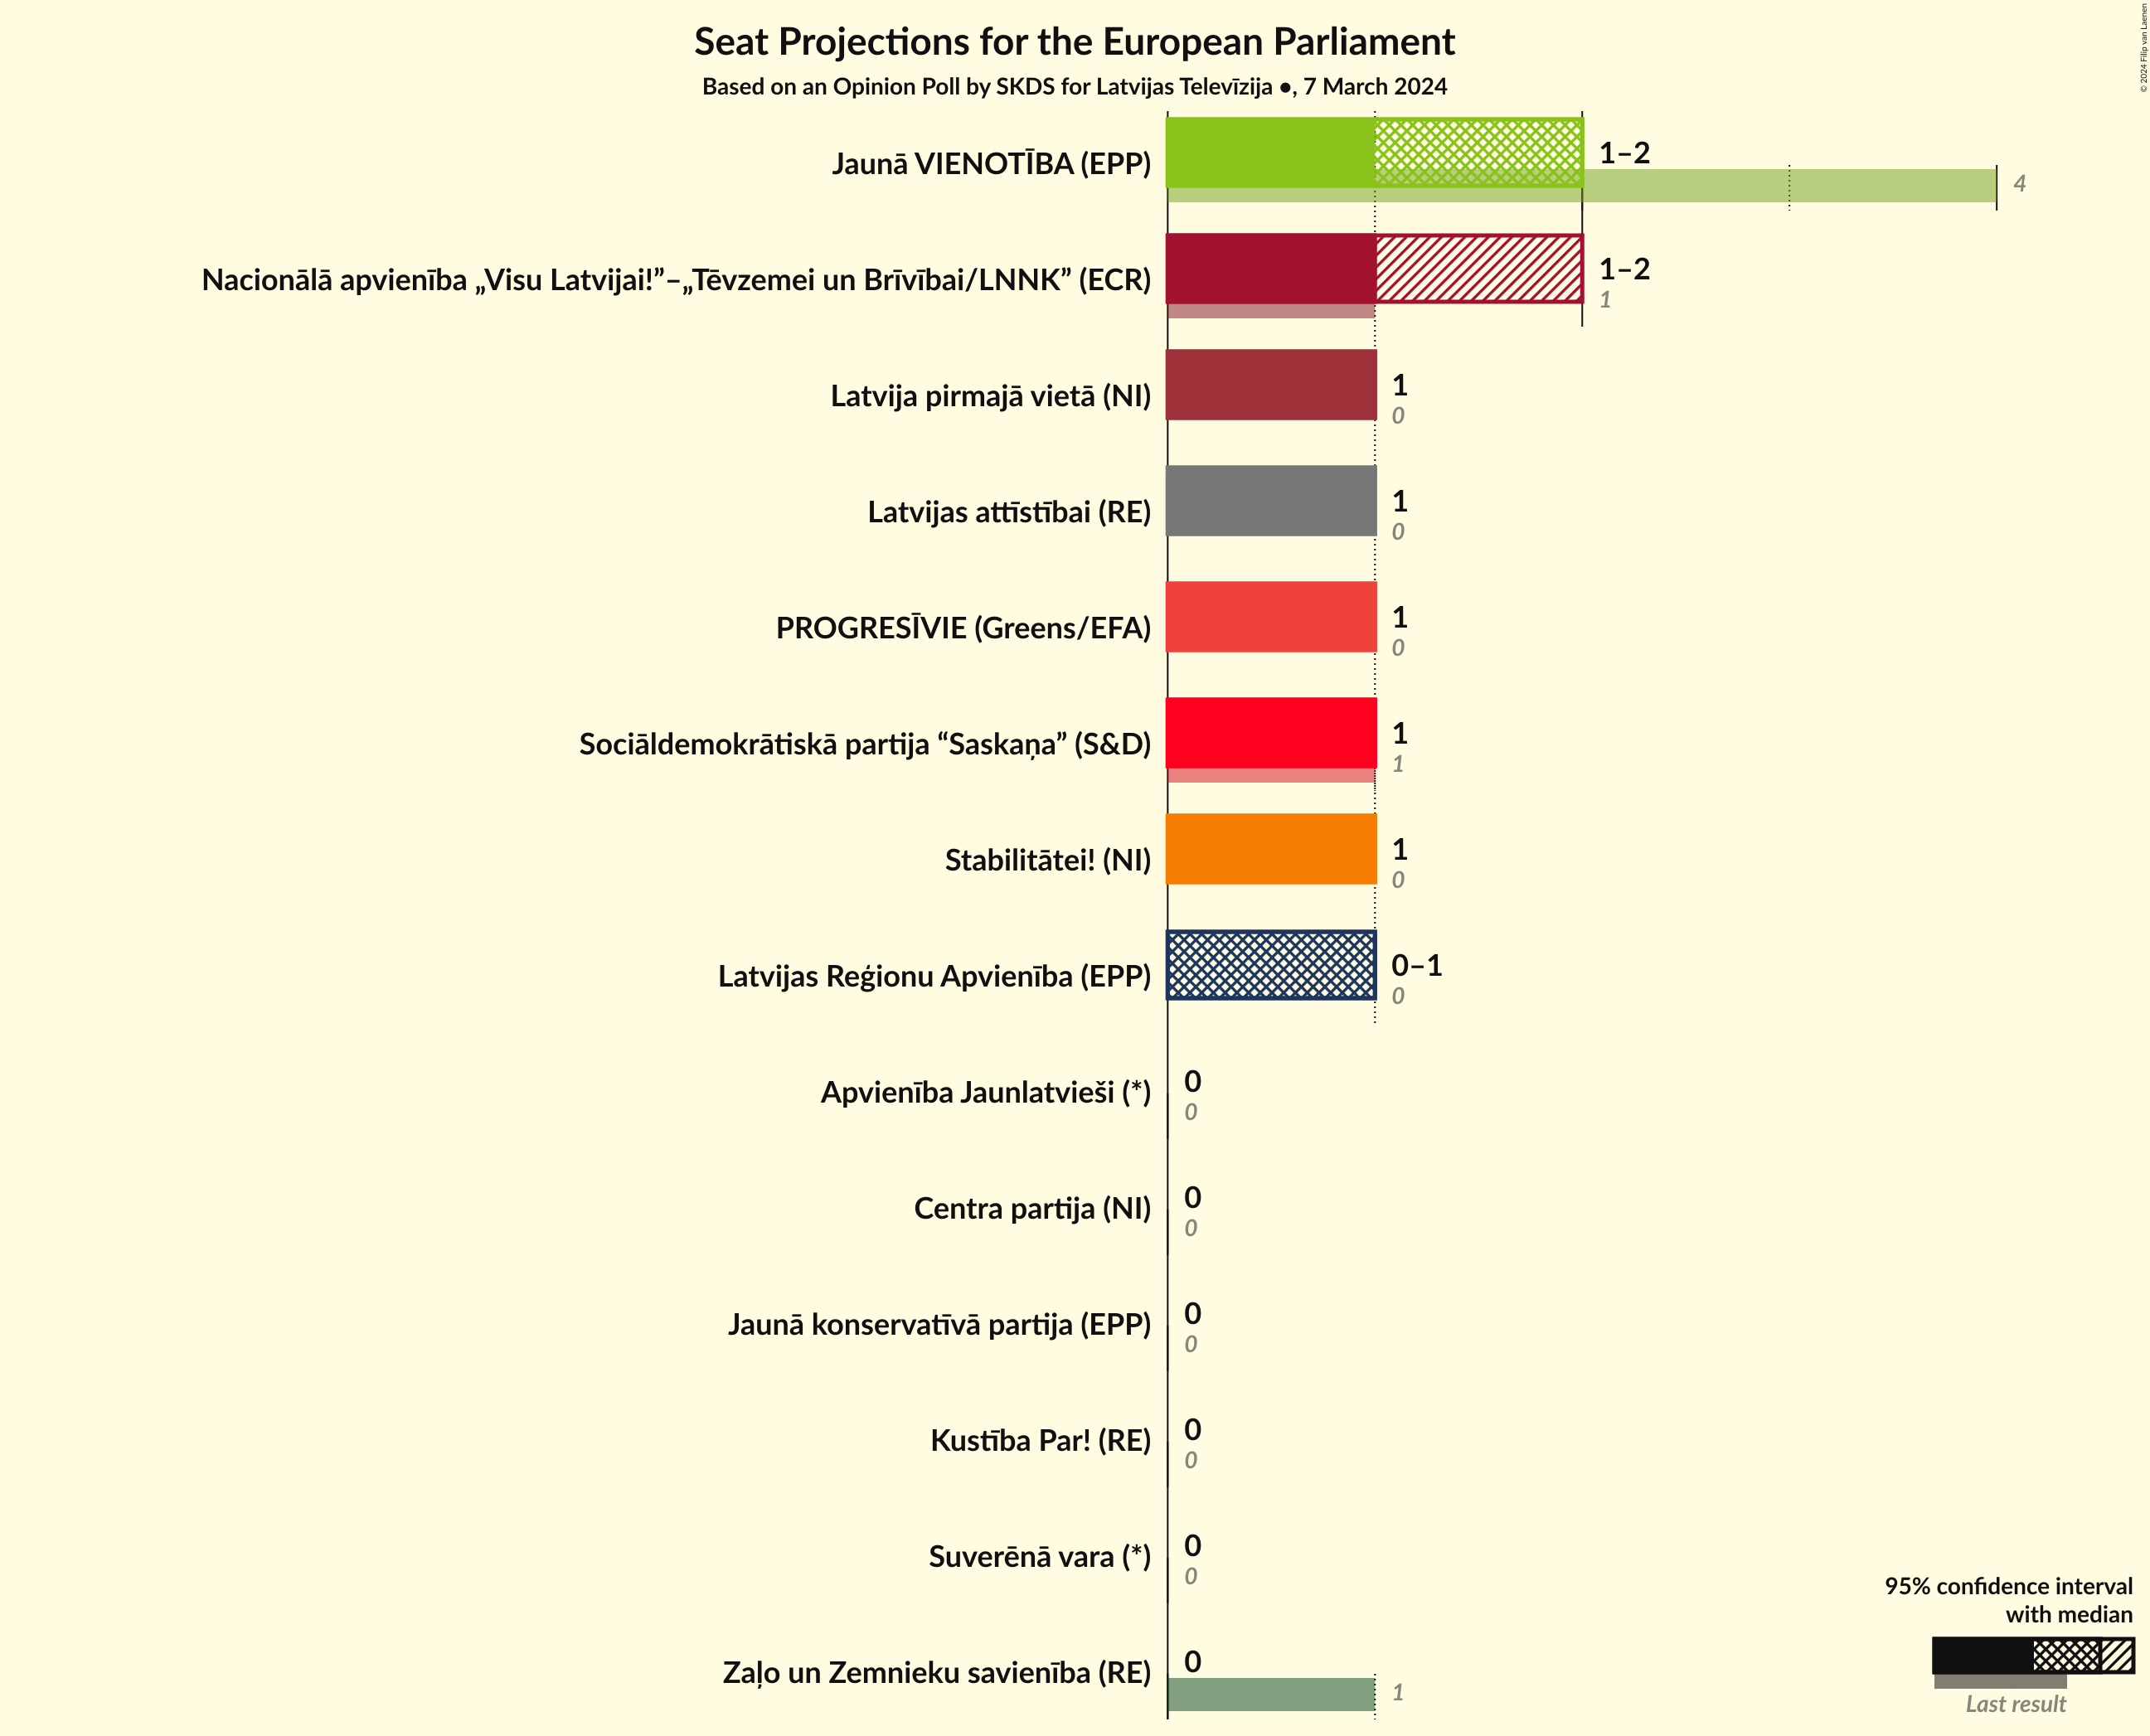 Seat Projections for the European Parliament
Based on an Opinion Poll by SKDS for Latvijas Televīzija •, 7 March 2024
© 2024 Filip van Laenen
Jaunā VIENOTĪBA (EPP)
1–2
4
Nacionālā apvienība „Visu Latvijai!”–„Tēvzemei un Brīvībai/LNNK” (ECR)
1–2
1
Latvija pirmajā vietā (NI)
1
0
Latvijas attīstībai (RE)
1
0
PROGRESĪVIE (Greens/EFA)
1
0
Sociāldemokrātiskā partija “Saskaņa” (S&D)
1
1
Stabilitātei! (NI)
1
0
Latvijas Reģionu Apvienība (EPP)
0–1
0
Apvienība Jaunlatvieši (*)
0
0
Centra partija (NI)
0
0
Jaunā konservatīvā partija (EPP)
0
0
Kustība Par! (RE)
0
0
Suverēnā vara (*)
0
0
Zaļo un Zemnieku savienība (RE)
0
1
95% confidence interval
with median
Last result